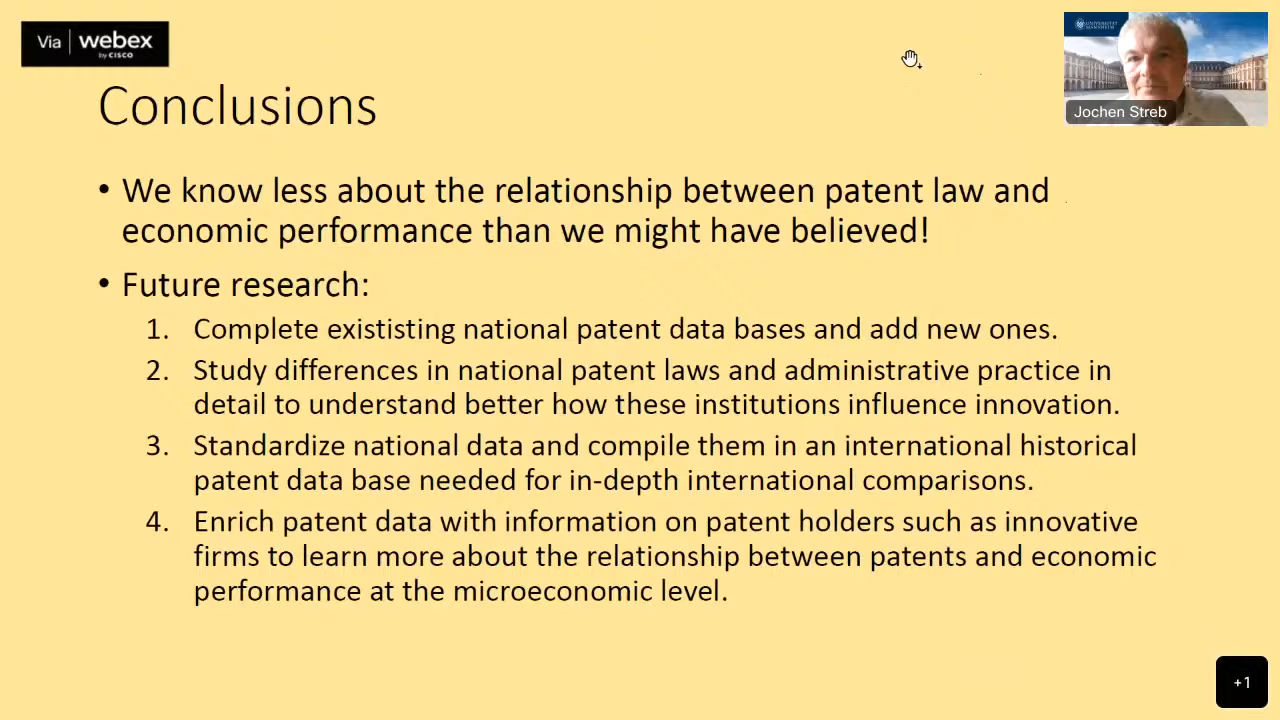 Via webex
by CISCO
UNIVERSITÄT
MANNHEIM
Jochen Streb
Conclusions
• We know less about the relationship between patent law and
economic performance than we might have believed!
• Future research:
1. Complete exististing national patent data bases and add new ones.
2. Study differences in national patent laws and administrative practice in
detail to understand better how these institutions influence innovation.
3. Standardize national data and compile them in an international historical
patent data base needed for in-depth international comparisons.
4. Enrich patent data with information on patent holders such as innovative
firms to learn more about the relationship between patents and economic
performance at the microeconomic level.
+1